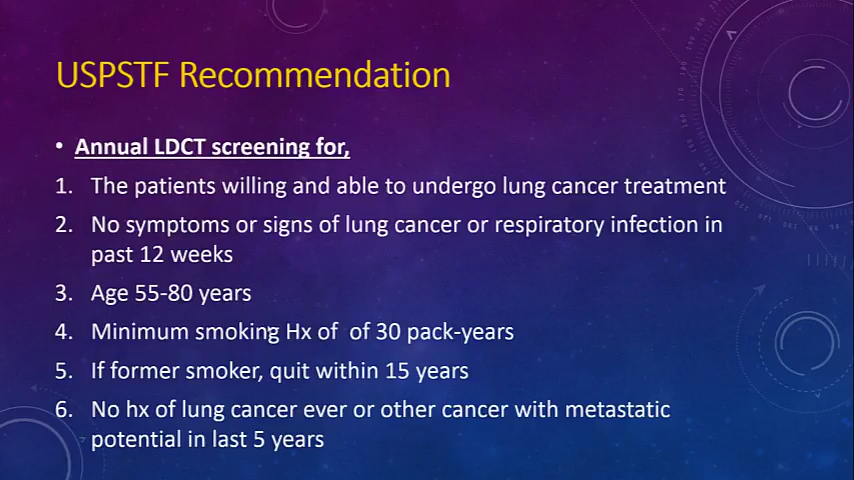 USPSTF Recommendation
• Annual LDCT screening for,
1. The patients willing and able to undergo lung cancer treatment
2. No symptoms or signs of lung cancer or respiratory infection in
past 12 weeks
3. Age 55-80 years
4. Minimum smoking Hx of  of 30 pack-years
5. If former smoker, quit within 15 years
6. No hx of lung cancer ever or other cancer with metastatic
potential in last 5 years